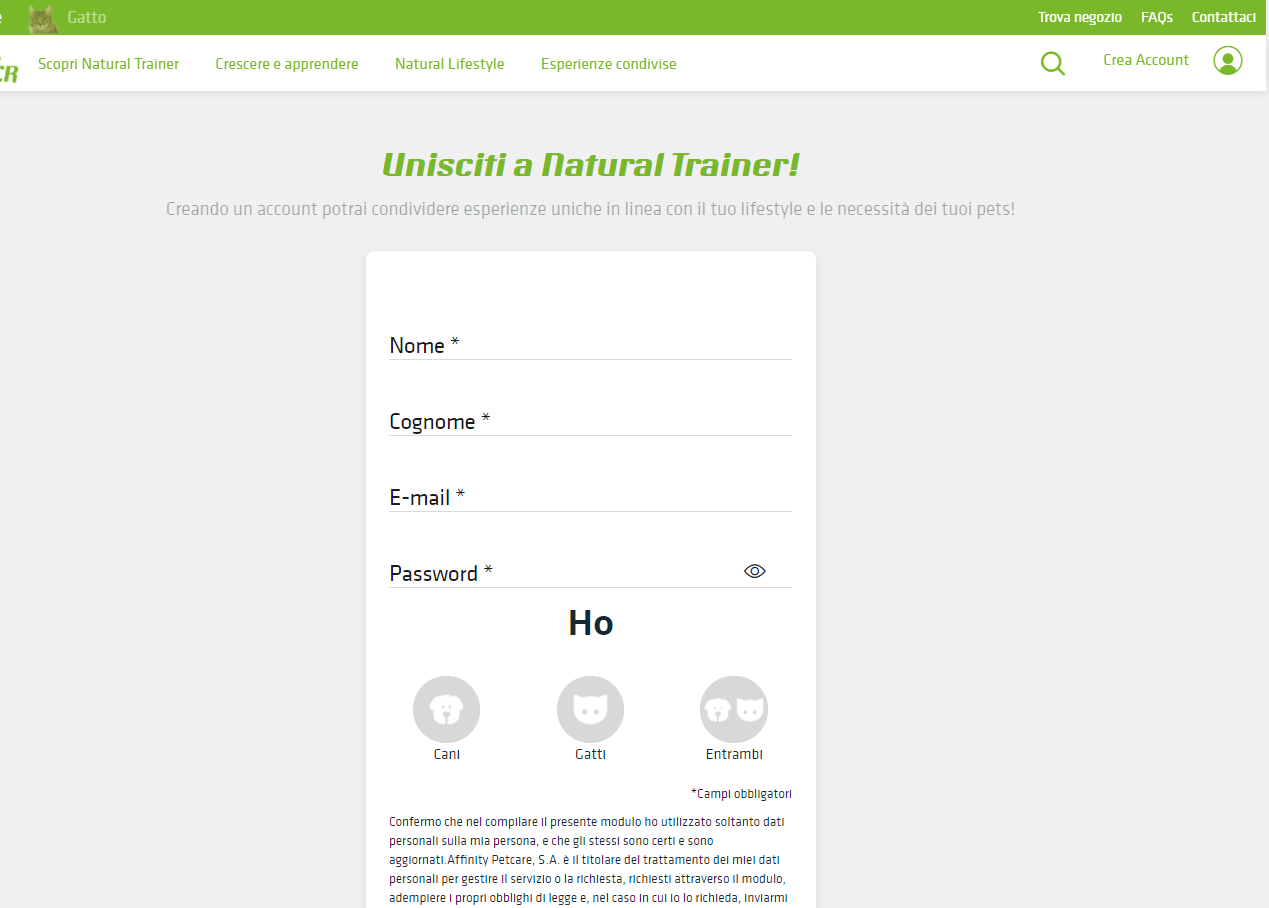 Gatto
Trova negozio FAQs Contattaci
Scopri Natural Trainer Crescere e apprendere Natural Lifestyle Esperienze condivise Crea Account
Unisciti a Natural Trainer!
Creando un account potrai condividere esperienze uniche in linea con il tuo lifestyle e le necessità dei tuoi pets!
Nome *
Cognome *
E-mail *
Password *
Ho
Cani Gatti Entrambi
*Campi obbligatori
Confermo che nel compilare il presente modulo ho utilizzato soltanto dati
personali sulla mia persona, e che gli stessi sono certi e sono
aggiornati.Affinity Petcare, S.A. è il titolare del trattamento dei miei dati
personali per gestire il servizio o la richiesta, richiesti attraverso il modulo,
adempiere i propri obblighi di legge e, nel caso in cui io lo richieda, inviarmi